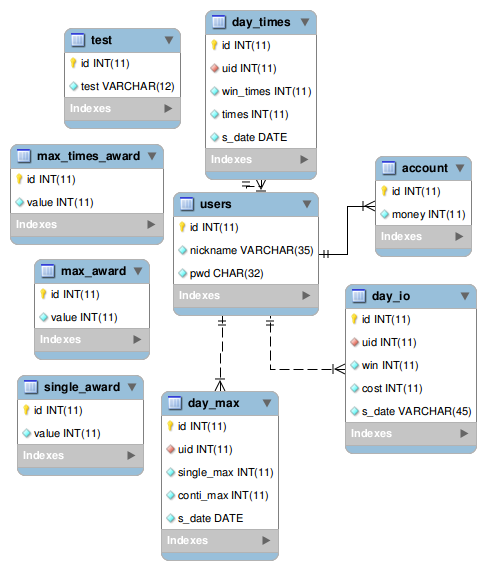 test
id INT(11)
test VARCHAR(12)
Indexes
day_times
id INT(11)
uid INT(11)
win_times INT(11)
times INT(11)
s_date DATE
Indexes
max_times_award
id INT(11)
value INT(11)
Indexes
users
id INT(11)
nickname VARCHAR(35)
pwd CHAR(32)
Indexes
account
id INT(11)
money INT(11)
Indexes
max_award
id INT(11)
value INT(11)
Indexes
day_io
id INT(11)
uid INT(11)
win INT(11)
cost INT(11)
s_date VARCHAR(45)
Indexes
single_award
id INT(11)
value INT(11)
Indexes
day_max
id INT(11)
uid INT(11)
single_max INT(11)
conti_max INT(11)
s_date DATE
Indexes